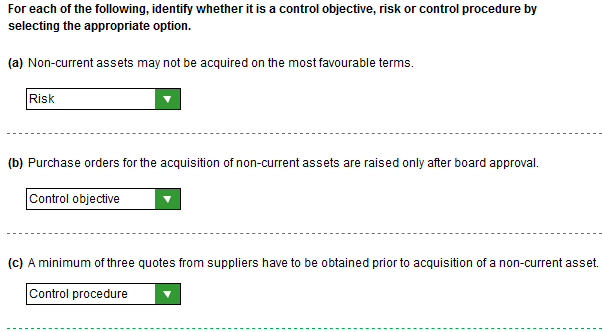 For each of the following, identify whether it is a control objective, risk or control procedure by
selecting the appropriate option.
(a) Non-current assets may not be acquired on the most favourable terms.
Risk
(b) Purchase orders for the acquisition of non-current assets are raised only after board approval.
Control objective
(c) A minimum of three quotes from suppliers have to be obtained prior to acquisition of a non-current asset.
Control procedure